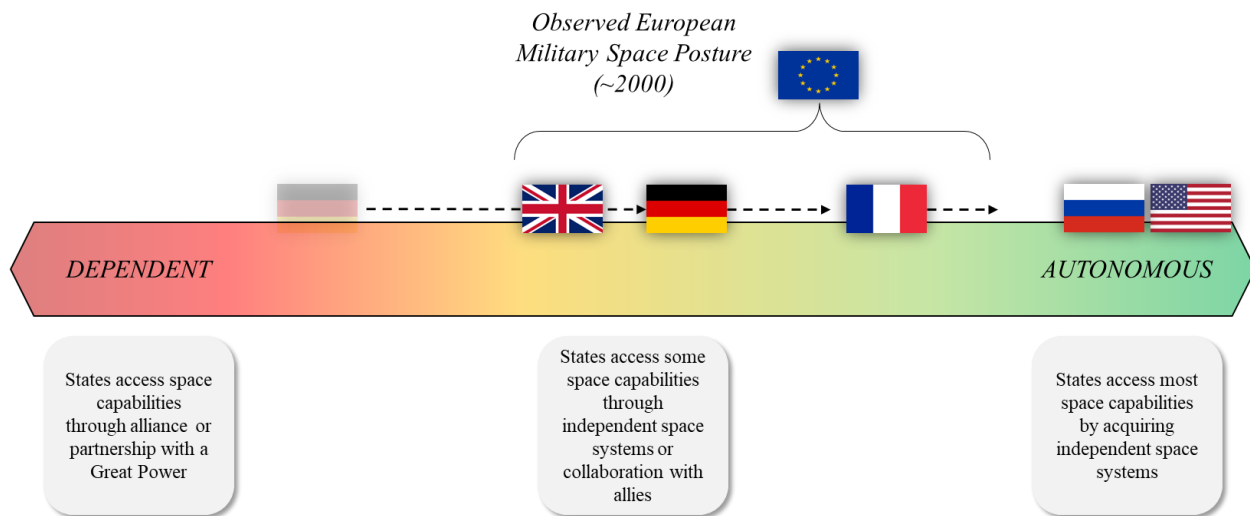 Observed European
Military Space Posture
(~2000)
DEPENDENT
AUTONOMOUS
States access space
capabilities
through alliance or
partnership with a
Great Power
States access some
space capabilities
through
independent space
systems or
collaboration with
allies
States access most
space capabilities
by acquiring
independent space
systems